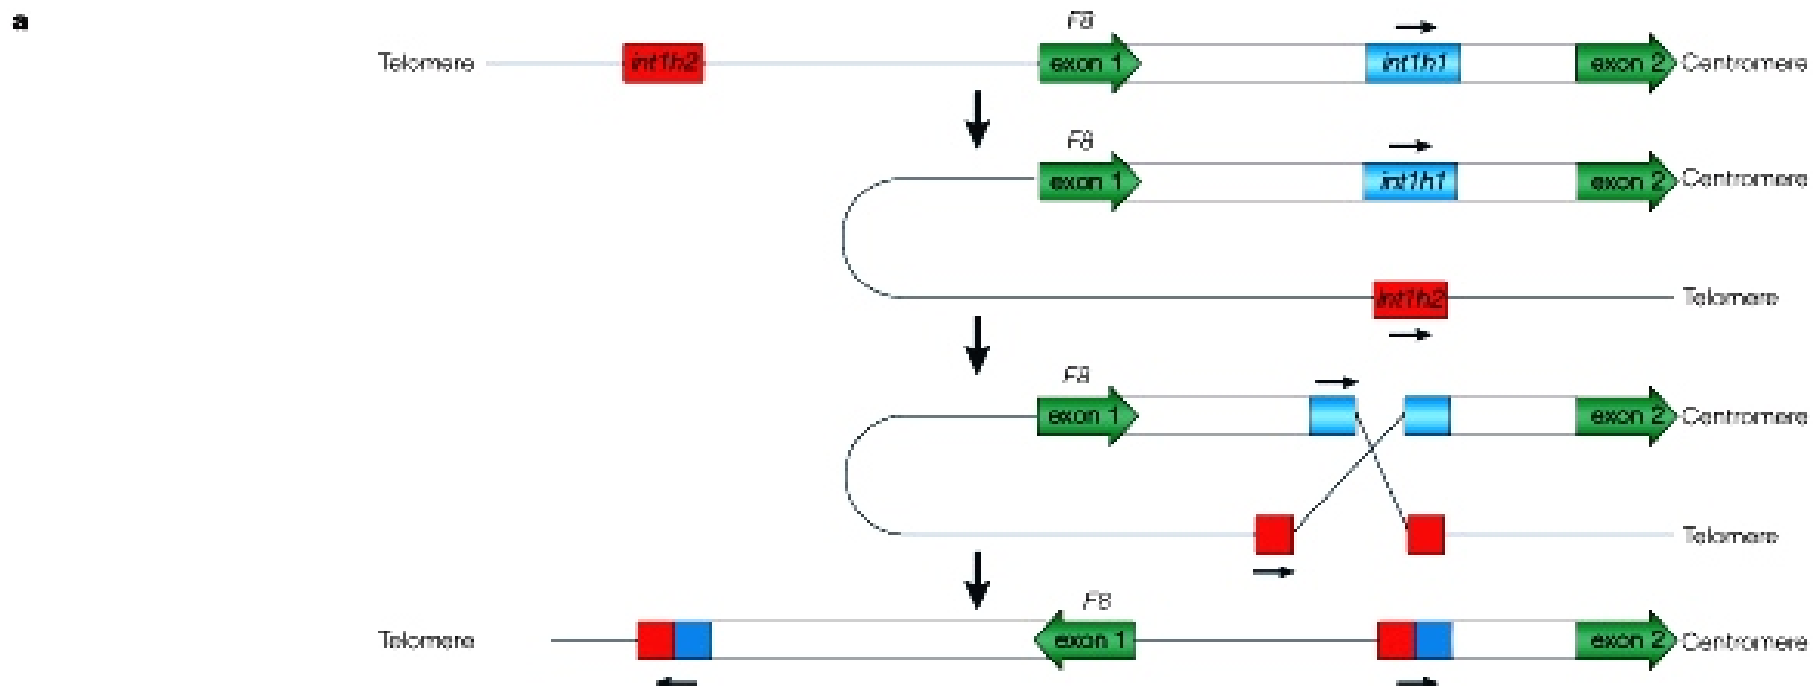 a
F8
Telomere int1h2 exon 1 int1h1 exon 2 Centromere
F8
exon 1 int1h1 exon 2 Centromere
int1h2 Telomere
F8
exon 1 exon 2 Centromere
Telomere
F8
Telomere exon 1 exon 2 Centromere